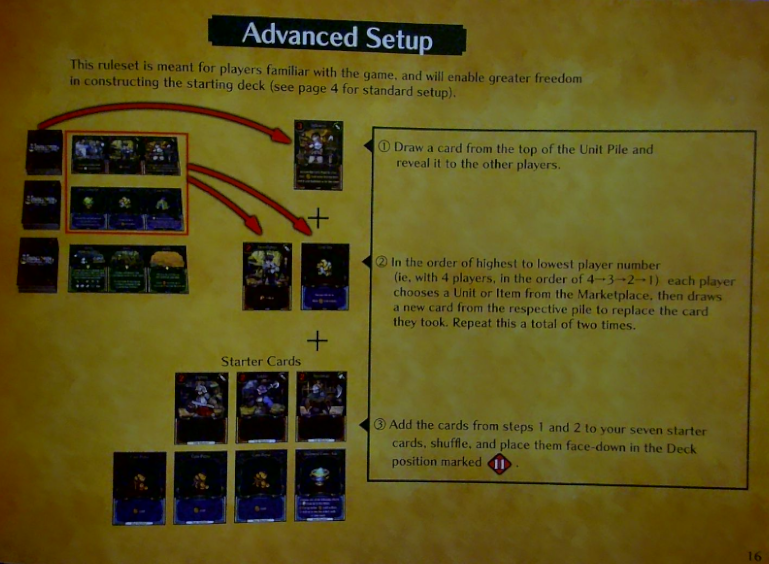 Advanced Setup
This ruleset is meant for players familiar with the game, and will enable greater freedom
in constructing the starting deck (see page 4 for standard setup).
① Draw a card from the top of the Unit Pile and
reveal it to the other players.
② In the order of highest to lowest player number
(ie, with 4 players, in the order of 4→3→2→1) each player
chooses a Unit or Item from the Marketplace, then draws
a new card from the respective pile to replace the card
they took. Repeat this a total of two times.
Starter Cards
③ Add the cards from steps 1 and 2 to your seven starter
cards, shuffle, and place them face-down in the Deck
position marked .
16